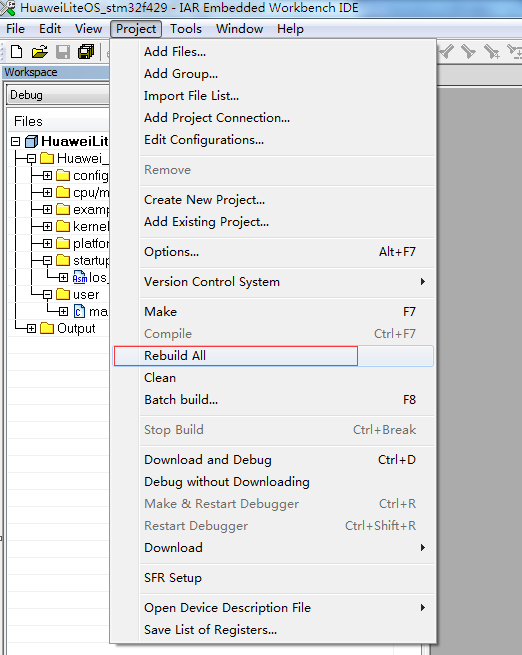 HuaweiLiteOS_stm32f429 - IAR Embedded Workbench IDE
File Edit View Project Tools Window Help
Workspace
Debug
Files
HuaweiLit
Huawei_
config
cpu/m
examp
kernel
platfor
startup
Asm los_
user
C ma
Output
Add Files...
Add Group...
Import File List...
Add Project Connection...
Edit Configurations...
Remove
Create New Project...
Add Existing Project...
Options... Alt+F7
Version Control System
Make F7
Compile Ctrl+F7
Rebuild All
Clean
Batch build... F8
Stop Build Ctrl+Break
Download and Debug Ctrl+D
Debug without Downloading
Make & Restart Debugger Ctrl+R
Restart Debugger Ctrl+Shift+R
Download
SFR Setup
Open Device Description File
Save List of Registers...